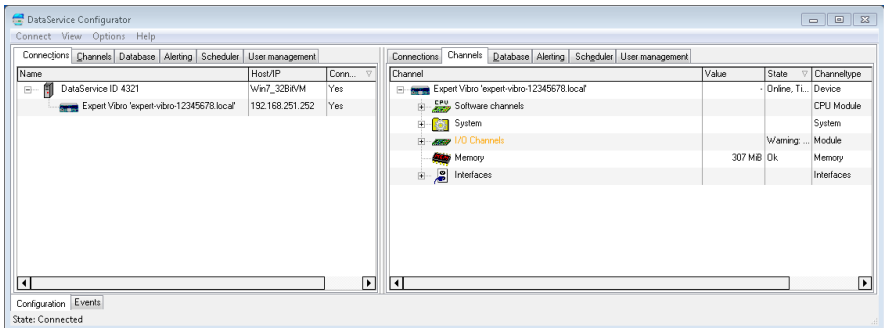 DataService Configurator
Connect View Options Help
Connections Channels Database Alerting Scheduler User management
Name Host/IP Conn...
DataService ID 4321 Win7_32BitVM Yes
Expert Vibro 'expert-vibro-12345678.local' 192.168.251.252 Yes
Connections Channels Database Alerting Scheduler User management
Channel Value State Channeltype
Expert Vibro 'expert-vibro-12345678.local' - Online, Ti... Device
CPU Software channels CPU Module
System System
I/O Channels Warning: ... Module
Memory 307 MiB Ok Memory
Interfaces Interfaces
Configuration Events
State: Connected